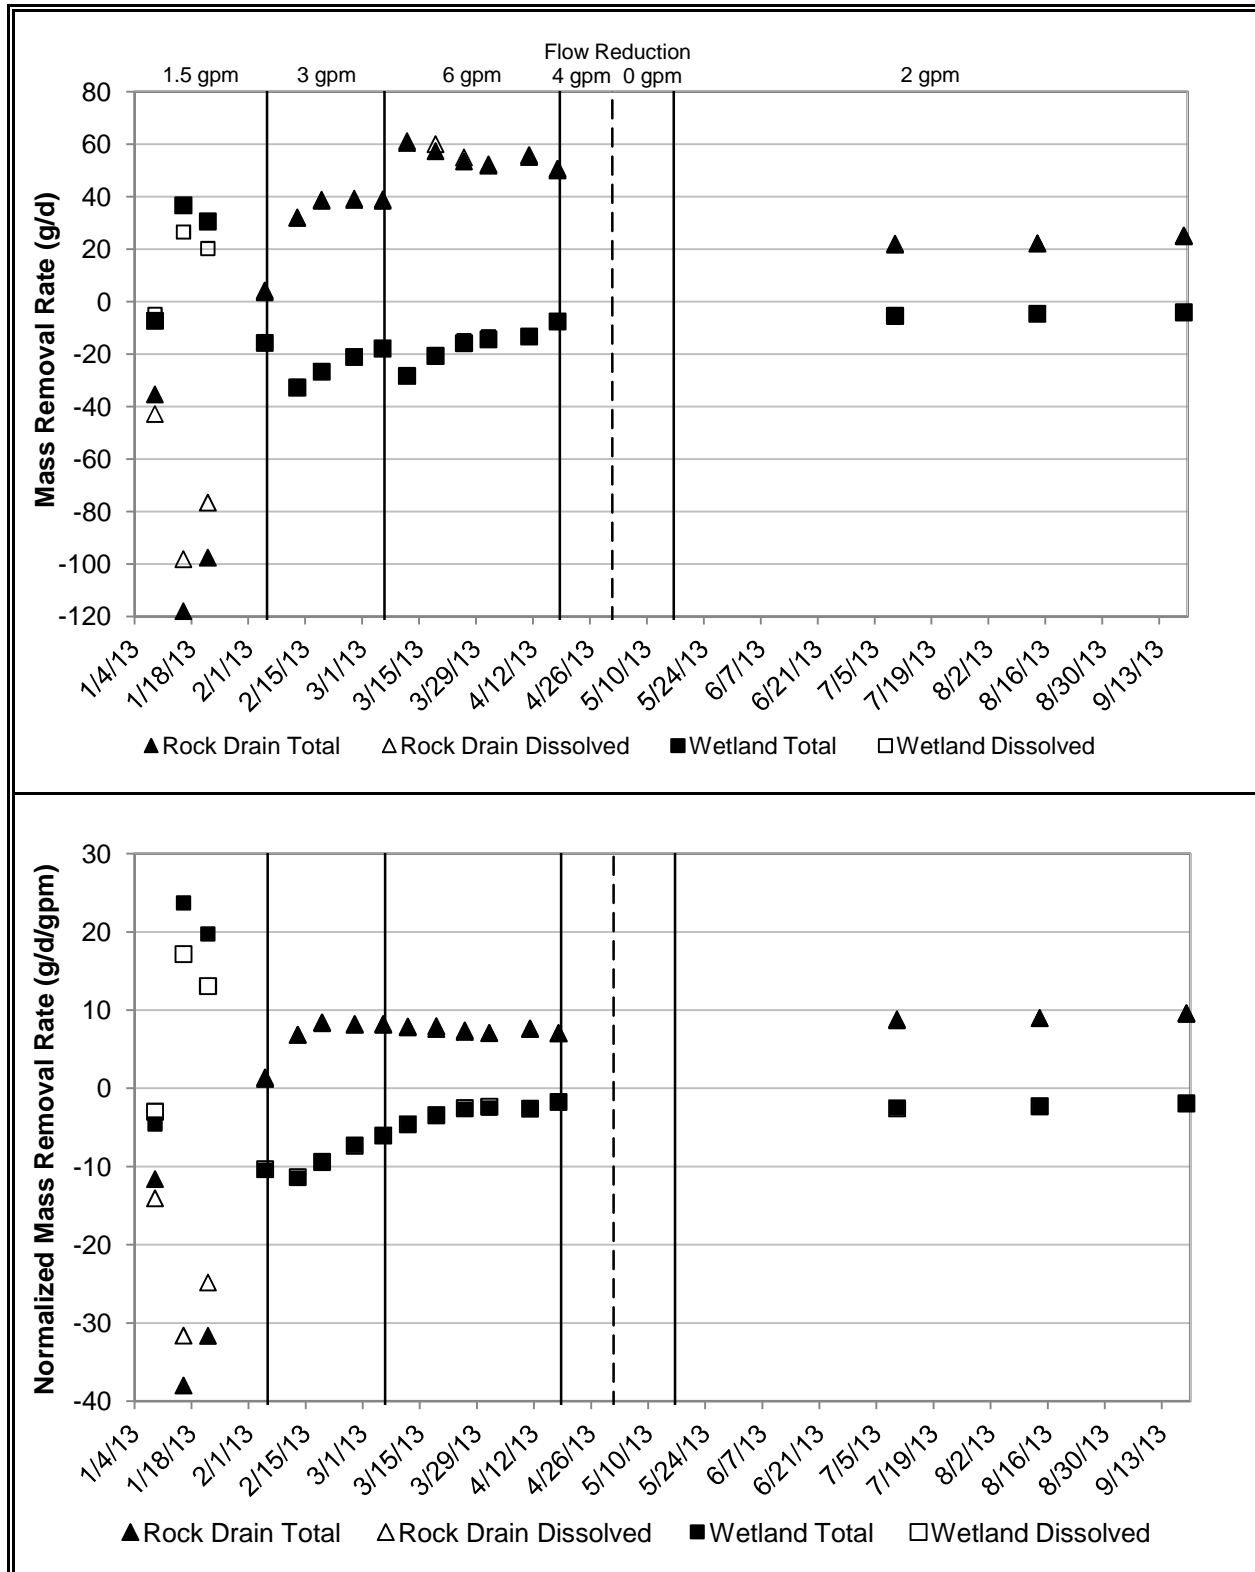 Flow Reduction
1.5 gpm 3 gpm 6 gpm 4 gpm 0 gpm 2 gpm
Mass Removal Rate (g/d)
80
60
40
20
0
-20
-40
-60
-80
-100
-120
1/4/13 1/18/13 2/1/13 2/15/13 3/1/13 3/15/13 3/29/13 4/12/13 4/26/13 5/10/13 5/24/13 6/7/13 6/21/13 7/5/13 7/19/13 8/2/13 8/16/13 8/30/13 9/13/13
Rock Drain Total Rock Drain Dissolved Wetland Total Wetland Dissolved
Normalized Mass Removal Rate (g/d/gpm)
30
20
10
0
-10
-20
-30
-40
1/4/13 1/18/13 2/1/13 2/15/13 3/1/13 3/15/13 3/29/13 4/12/13 4/26/13 5/10/13 5/24/13 6/7/13 6/21/13 7/5/13 7/19/13 8/2/13 8/16/13 8/30/13 9/13/13
Rock Drain Total Rock Drain Dissolved Wetland Total Wetland Dissolved